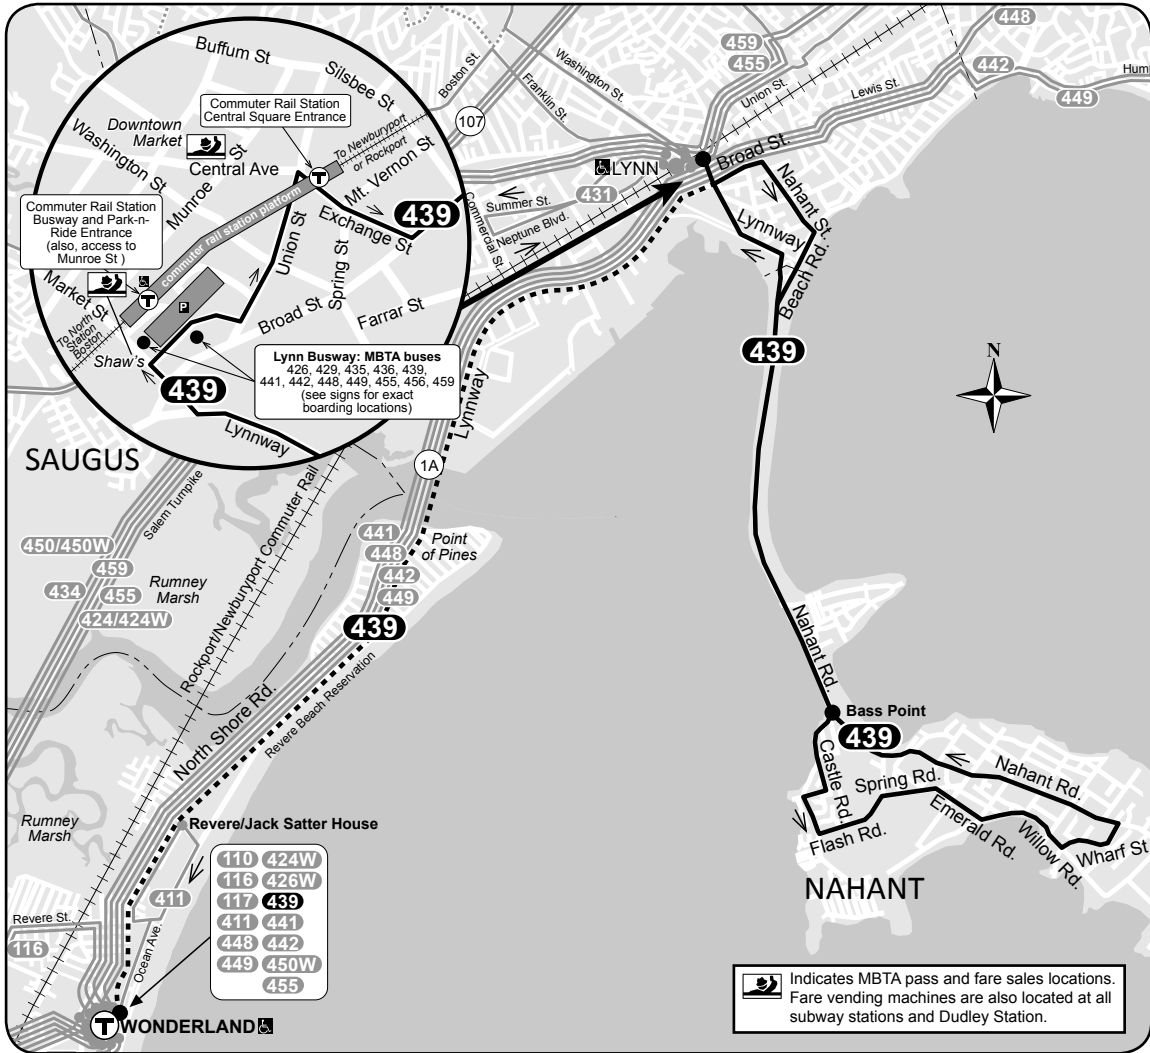 Buffum St
Silsbee St
Commuter Rail Station
Central Square Entrance
Downtown
Market
Washington St
Munroe St
Central Ave
To Newburyport
or Rockport
Mt. Vernon St
Commuter Rail Station
Busway and Park-n-
Ride Entrance
(also, access to
Munroe St )
T
commuter rail station platform
Exchange St
439
Union St
Spring St
Market St
P
T
Broad St
Farrar St
To North
Station
Boston
Shaw's
Lynn Busway: MBTA buses
426, 429, 435, 436, 439,
441, 442, 448, 449, 455, 456, 459
(see signs for exact
boarding locations)
439
Lynnway
Boston St.
107
Washington St.
Franklin St.
459
455
448
442
449
Humb
Union St.
Lewis St.
LYNN
Broad St.
431
Summer St.
Neptune Blvd.
Commercial St.
Nahant St.
Lynnway
Beach Rd.
439
N
Lynnway
1A
SAUGUS
Salem Turnpike
Rockport/Newburyport Commuter Rail
450/450W
459
434
455
424/424W
Rumney
Marsh
441
448
442
449
Point
of Pines
439
North Shore Rd.
Revere Beach Reservation
Nahant Rd.
Bass Point
439
Castle Rd.
Spring Rd.
Nahant Rd.
Flash Rd.
Emerald Rd.
Willow Rd.
Wharf St
NAHANT
Rumney
Marsh
Revere/Jack Satter House
110 424W
116 426W
117 439
411 441
448 442
449 450W
455
411
Revere St.
116
Ocean Ave.
T
WONDERLAND
Indicates MBTA pass and fare sales locations.
Fare vending machines are also located at all
subway stations and Dudley Station.